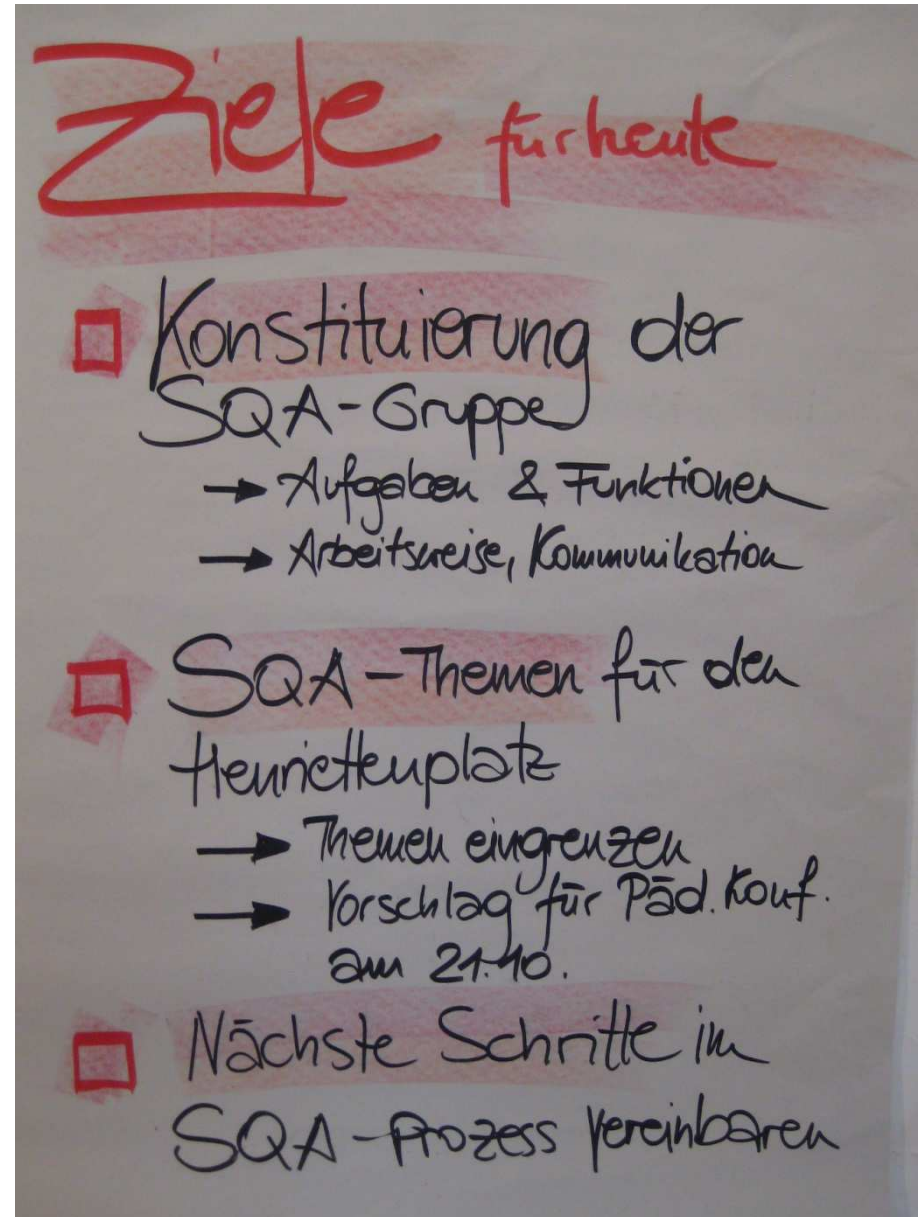 Ziele für heute
Konstituierung der
SQA-Gruppe
→ Aufgaben & Funktionen
→ Arbeitsweise, Kommunikation
SQA-Themen für den
Henriettenplatz
→ Themen eingrenzen
→ Vorschlag für Päd. Konf.
am 21.10.
Nächste Schritte im
SQA-Prozess vereinbaren